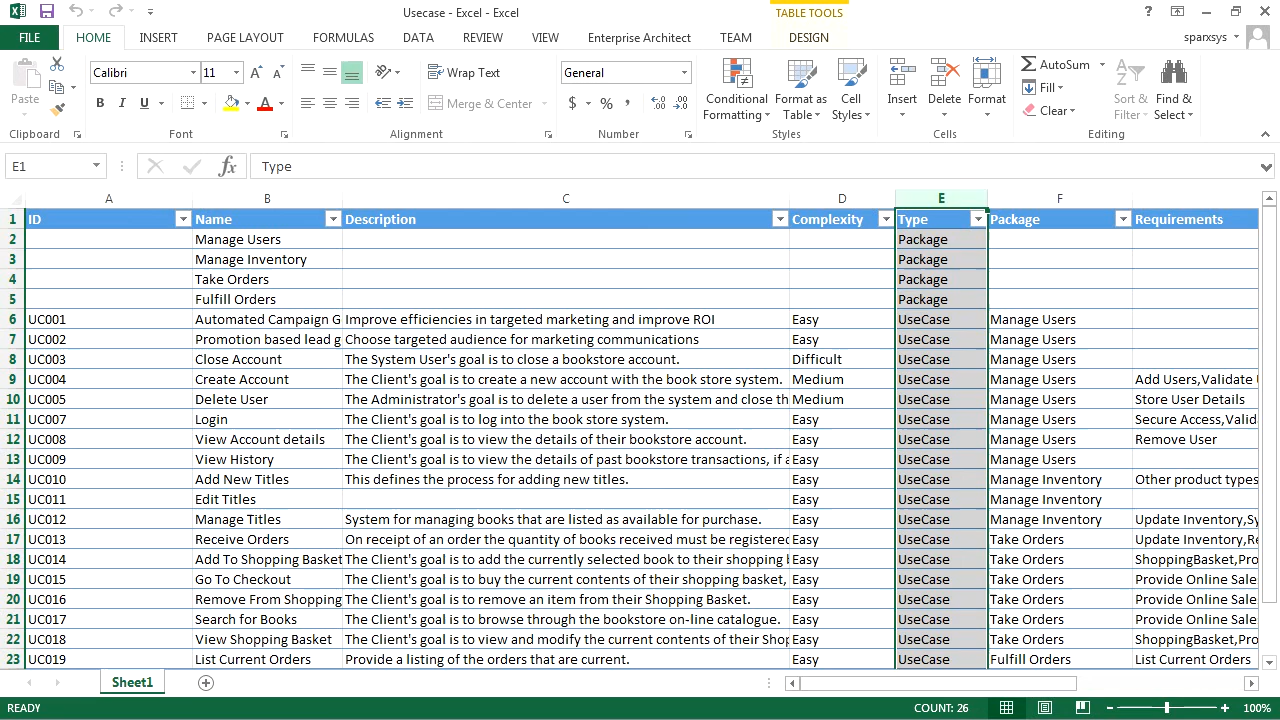 Usecase - Excel - Excel
TABLE TOOLS
?
FILE HOME INSERT PAGE LAYOUT FORMULAS DATA REVIEW VIEW Enterprise Architect TEAM DESIGN sparxsys
Paste
Calibri 11
B I U
Wrap Text
Merge & Center
General
$ % ,
Conditional Formatting
Format as Table
Cell Styles
Insert Delete Format
AutoSum
Fill
Clear
Sort & Filter
Find & Select
Clipboard Font Alignment Number Styles Cells Editing
E1 fx Type
A B C D E F
1 ID Name Description Complexity Type Package Requirements
2 Manage Users Package
3 Manage Inventory Package
4 Take Orders Package
5 Fulfill Orders Package
6 UC001 Automated Campaign G Improve efficiencies in targeted marketing and improve ROI Easy UseCase Manage Users
7 UC002 Promotion based lead g Choose targeted audience for marketing communications Easy UseCase Manage Users
8 UC003 Close Account The System User's goal is to close a bookstore account. Difficult UseCase Manage Users
9 UC004 Create Account The Client's goal is to create a new account with the book store system. Medium UseCase Manage Users Add Users,Validate
10 UC005 Delete User The Administrator's goal is to delete a user from the system and close th Medium UseCase Manage Users Store User Details
11 UC007 Login The Client's goal is to log into the book store system. Easy UseCase Manage Users Secure Access,Valid
12 UC008 View Account details The Client's goal is to view the details of their bookstore account. Easy UseCase Manage Users Remove User
13 UC009 View History The Client's goal is to view the details of past bookstore transactions, if a Easy UseCase Manage Users
14 UC010 Add New Titles This defines the process for adding new titles. Easy UseCase Manage Inventory Other product types
15 UC011 Edit Titles Easy UseCase Manage Inventory
16 UC012 Manage Titles System for managing books that are listed as available for purchase. Easy UseCase Manage Inventory Update Inventory,Sy
17 UC013 Receive Orders On receipt of an order the quantity of books received must be registered Easy UseCase Take Orders Update Inventory,Re
18 UC014 Add To Shopping Basket The Client's goal is to add the currently selected book to their shopping b Easy UseCase Take Orders ShoppingBasket,Pro
19 UC015 Go To Checkout The Client's goal is to buy the current contents of their shopping basket, Easy UseCase Take Orders Provide Online Sale
20 UC016 Remove From Shopping The Client's goal is to remove an item from their Shopping Basket. Easy UseCase Take Orders Provide Online Sale
21 UC017 Search for Books The Client's goal is to browse through the bookstore on-line catalogue. Easy UseCase Take Orders Provide Online Sale
22 UC018 View Shopping Basket The Client's goal is to view and modify the current contents of their Shop Easy UseCase Take Orders ShoppingBasket,Pro
23 UC019 List Current Orders Provide a listing of the orders that are current. Easy UseCase Fulfill Orders List Current Orders
Sheet1
READY COUNT: 26 100%